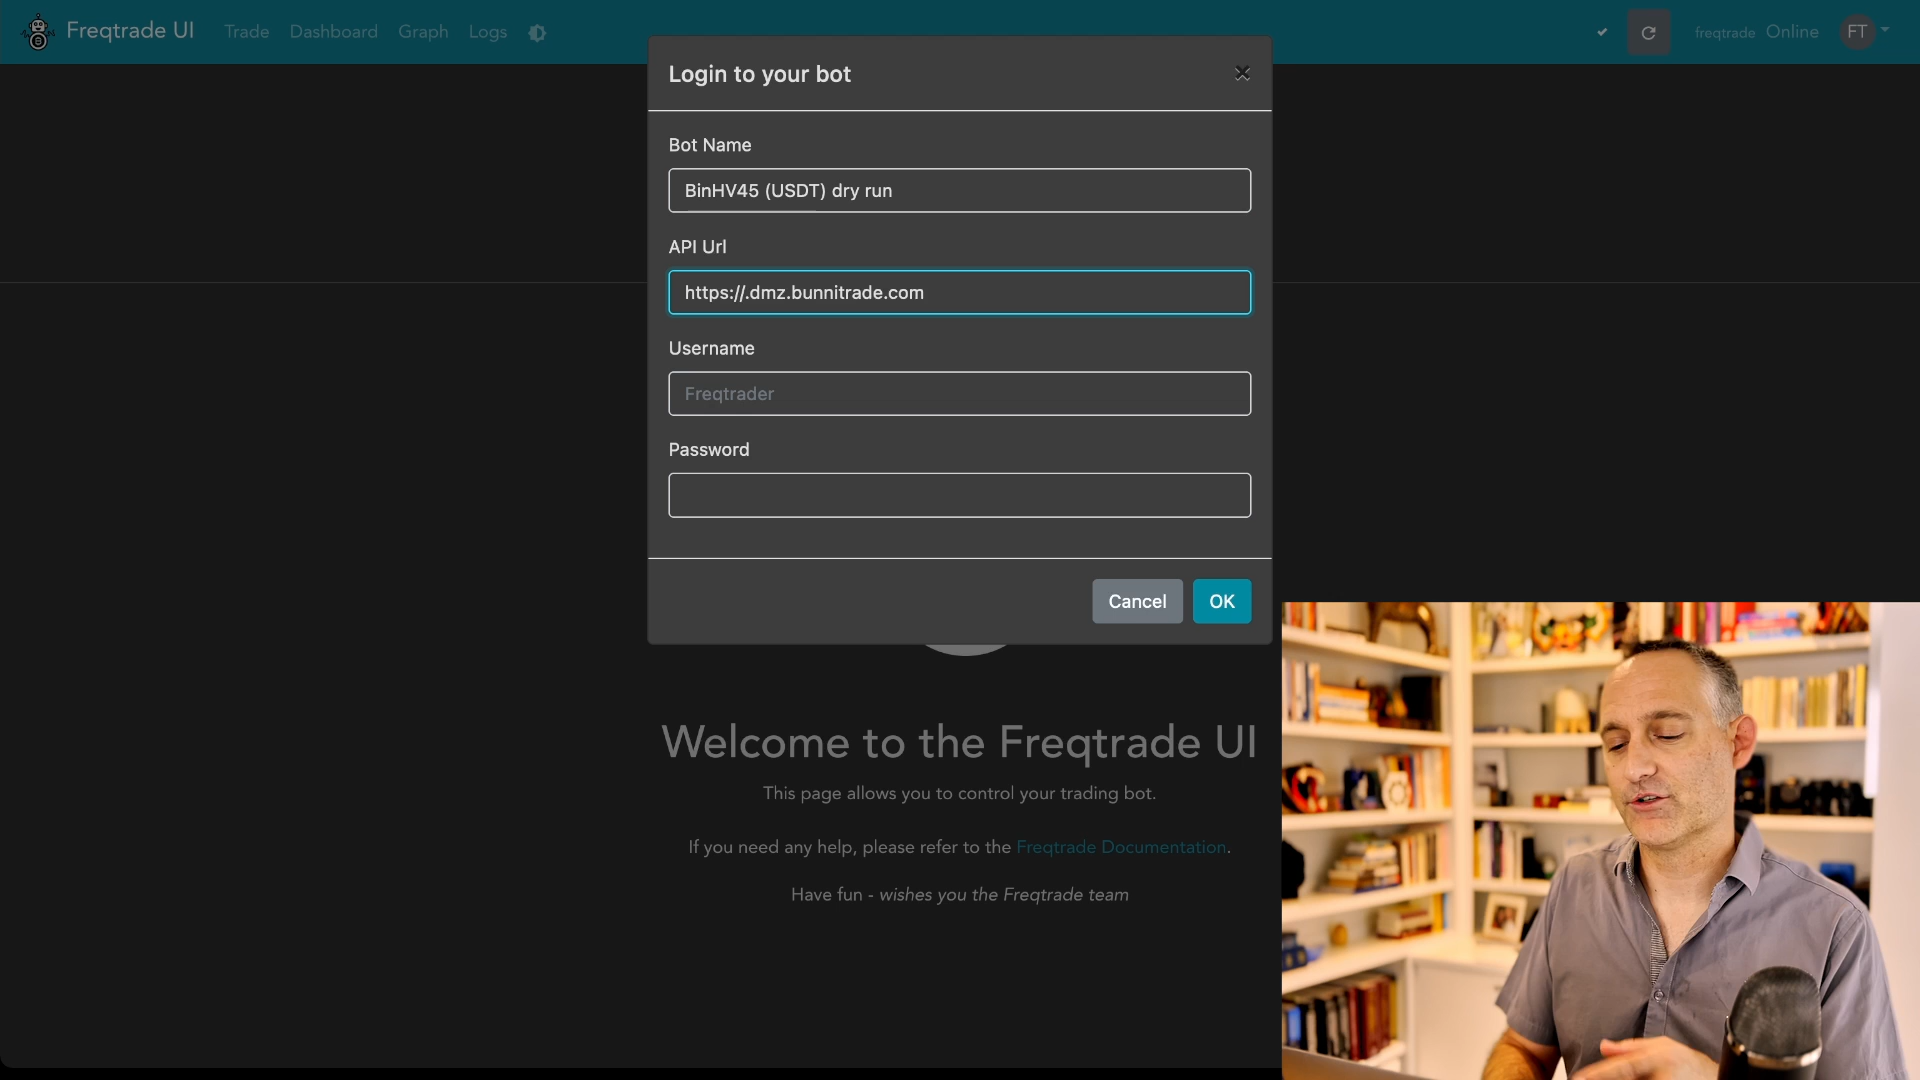 Freqtrade UI Trade Dashboard Graph Logs
freqtrade Online FT
Login to your bot
Bot Name
BinHV45 (USDT) dry run
API Url
https://.dmz.bunnitrade.com
Username
Freqtrader
Password
Cancel OK
Welcome to the Freqtrade UI
This page allows you to control your trading bot.
If you need any help, please refer to the Freqtrade Documentation.
Have fun - wishes you the Freqtrade team